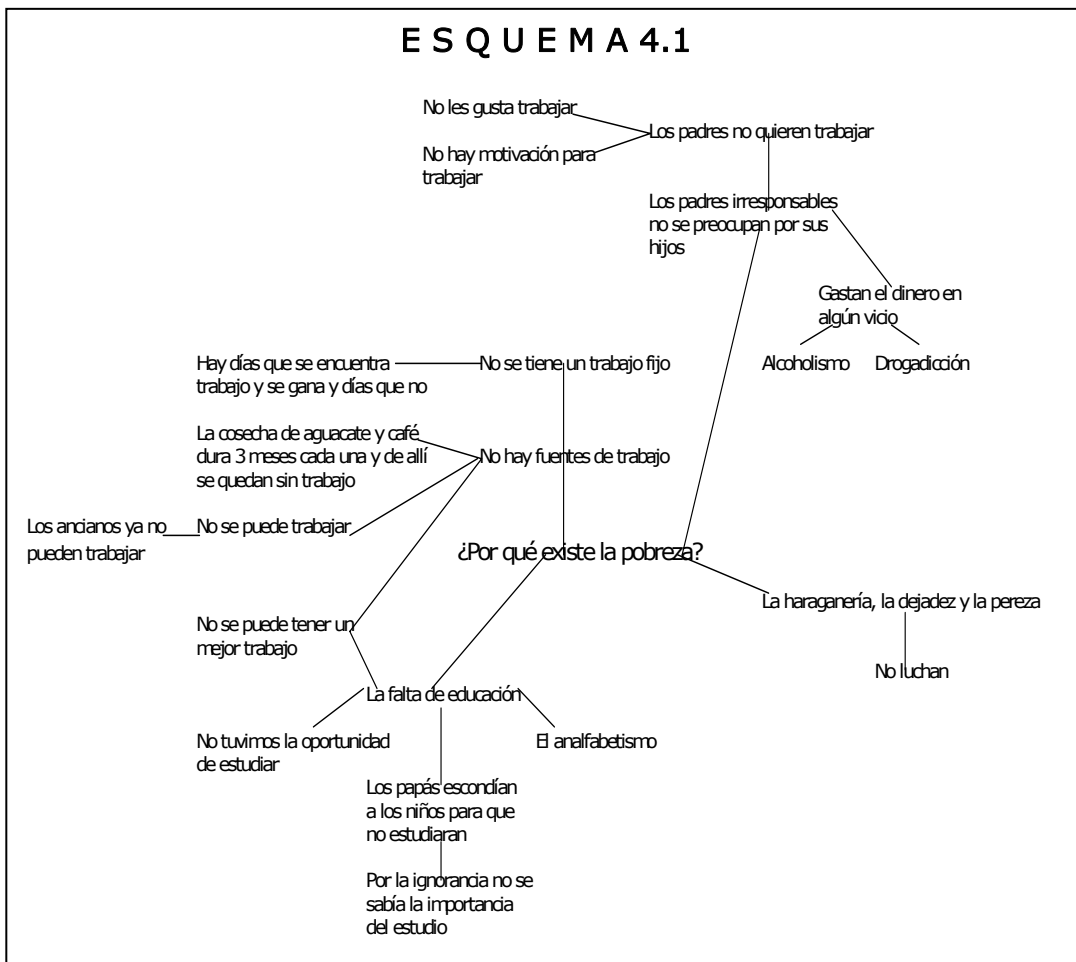 E S Q U E M A 4.1
No les gusta trabajar
Los padres no quieren trabajar
No hay motivación para
trabajar
Los padres irresponsables
no se preocupan por sus
hijos
Gastan el dinero en
algún vicio
Alcoholismo
Drogadicción
Hay días que se encuentra
trabajo y se gana y días que no
No se tiene un trabajo fijo
La cosecha de aguacate y café
dura 3 meses cada una y de allí
se quedan sin trabajo
No hay fuentes de trabajo
Los ancianos ya no
pueden trabajar
No se puede trabajar
¿Por qué existe la pobreza?
La haraganería, la dejadez y la pereza
No luchan
No se puede tener un
mejor trabajo
La falta de educación
No tuvimos la oportunidad
de estudiar
El analfabetismo
Los papás escondían
a los niños para que
no estudiaran
Por la ignorancia no se
sabía la importancia
del estudio